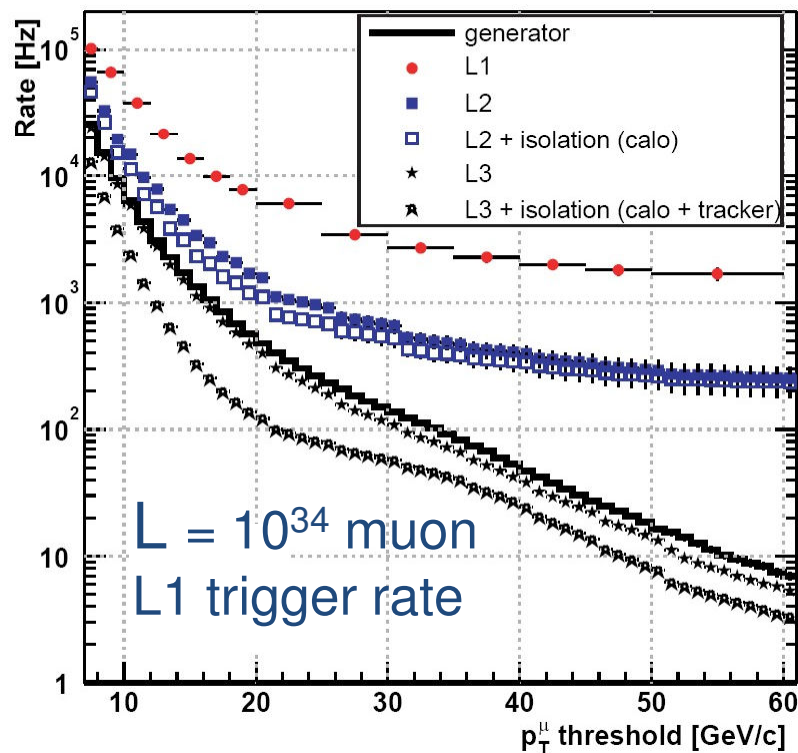 Rate [Hz]
10⁵
10⁴
10³
10²
10
1
generator
L1
L2
L2 + isolation (calo)
L3
L3 + isolation (calo + tracker)
L = 10³⁴ muon
L1 trigger rate
10 20 30 40 50 60
p_T^μ threshold [GeV/c]